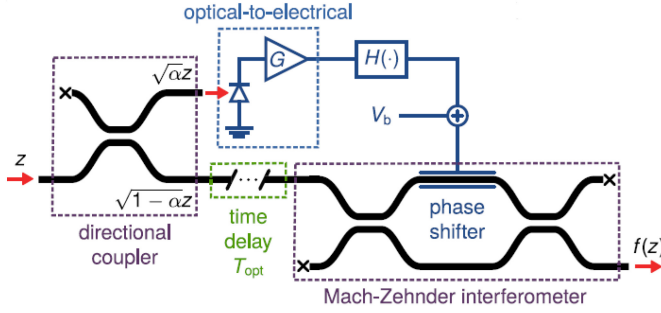 optical-to-electrical
√αz
G
H(·)
V_b
+
z
√1−αz
···
directional
coupler
time
delay
T_opt
phase
shifter
f(z)
Mach-Zehnder interferometer